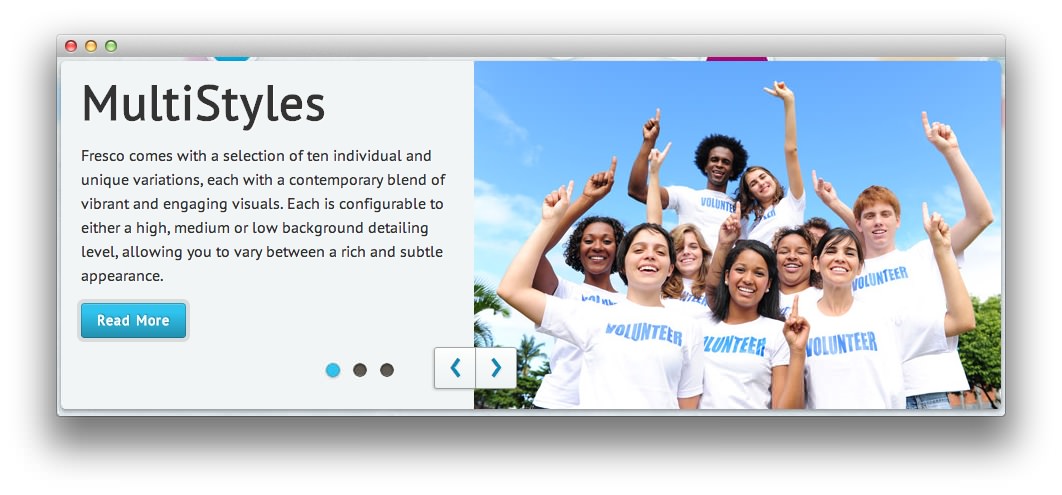 MultiStyles
Fresco comes with a selection of ten individual and
unique variations, each with a contemporary blend of
vibrant and engaging visuals. Each is configurable to
either a high, medium or low background detailing
level, allowing you to vary between a rich and subtle
appearance.
Read More
VOLUNTEER
VOLUNTEER
VOLUNTEER
VOLUNTEER